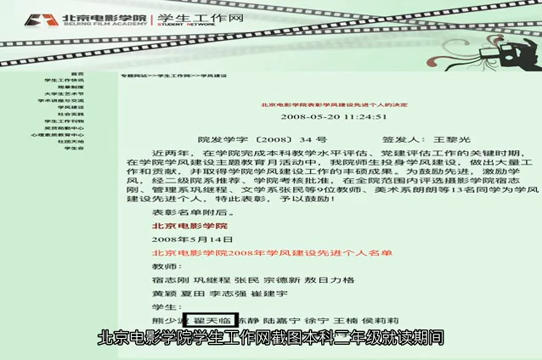 北京电影学院 学生工作网
BEIJING FILM ACADEMY STUDENT NETWORK
首页
学生工作快讯
规章制度
大学生艺术节
学术讲座与交流
学风建设
社会实践
学生工作刊物
奖贷勤勤中心
心理素质教育中心
社团天地
学生会
专题网站>>学生工作网>>学风建设
北京电影学院表彰学风建设先进个人的决定
2008-05-20 11:24:51
院发学字〔2008〕34 号 签发人：王黎光
近两年，在学院完成本科教学水平评估、党建评估工作的关键时期，
在学院学风建设主题教育月活动中，我院师生投身学风建设，做出大量工
作和贡献，并取得学院学风建设工作的丰硕成果。为鼓励先进，激励学
风，经二级院系推荐、学院考核批准，在全院范围内评选摄影学院宿志
刚、管理系巩继程、文学系张民等9位教师、美术系朗朗等13名同学为学风
建设先进个人，特此表彰，予以鼓励！
表彰名单附后。
北京电影学院
2008年5月14日
北京电影学院2008年学风建设先进个人名单
教师：
宿志刚 巩继程 张民 宗德新 敖日力格
黄颖 夏田 李志强 崔建宇
学生：
熊少波 翟天临 陈静 陆嘉宁 徐宁 王楠 侯莉莉
北京电影学院学生工作网截图本科二年级就读期间